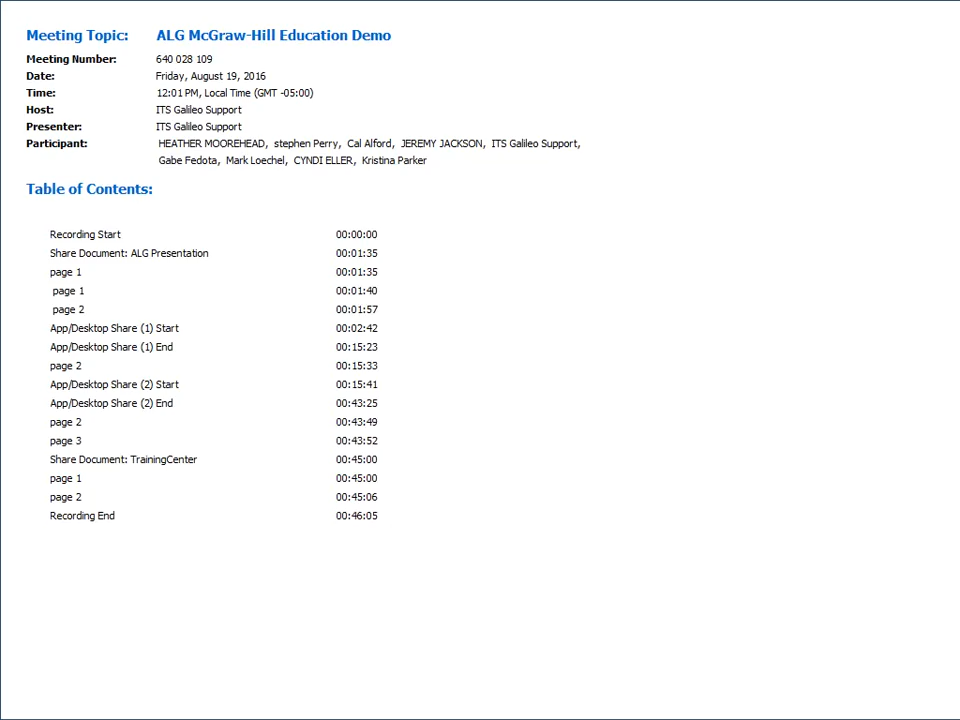 Meeting Topic: ALG McGraw-Hill Education Demo
Meeting Number: 640 028 109
Date: Friday, August 19, 2016
Time: 12:01 PM, Local Time (GMT -05:00)
Host: ITS Galileo Support
Presenter: ITS Galileo Support
Participant: HEATHER MOOREHEAD, stephen Perry, Cal Alford, JEREMY JACKSON, ITS Galileo Support,
Gabe Fedota, Mark Loechel, CYNDI ELLER, Kristina Parker
Table of Contents:
Recording Start 00:00:00
Share Document: ALG Presentation 00:01:35
page 1 00:01:35
page 1 00:01:40
page 2 00:01:57
App/Desktop Share (1) Start 00:02:42
App/Desktop Share (1) End 00:15:23
page 2 00:15:33
App/Desktop Share (2) Start 00:15:41
App/Desktop Share (2) End 00:43:25
page 2 00:43:49
page 3 00:43:52
Share Document: TrainingCenter 00:45:00
page 1 00:45:00
page 2 00:45:06
Recording End 00:46:05